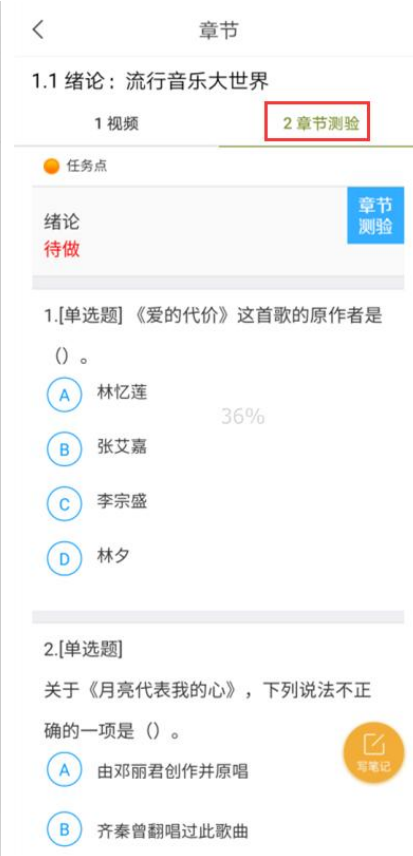 章节
1.1 绪论：流行音乐大世界
1 视频
2 章节测验
任务点
绪论
章节
测验
待做
1.[单选题] 《爱的代价》这首歌的原作者是
（）。
A 林忆莲
36%
B 张艾嘉
C 李宗盛
D 林夕
2.[单选题]
关于《月亮代表我的心》，下列说法不正
确的一项是（）。
A 由邓丽君创作并原唱
写笔记
B 齐秦曾翻唱过此歌曲